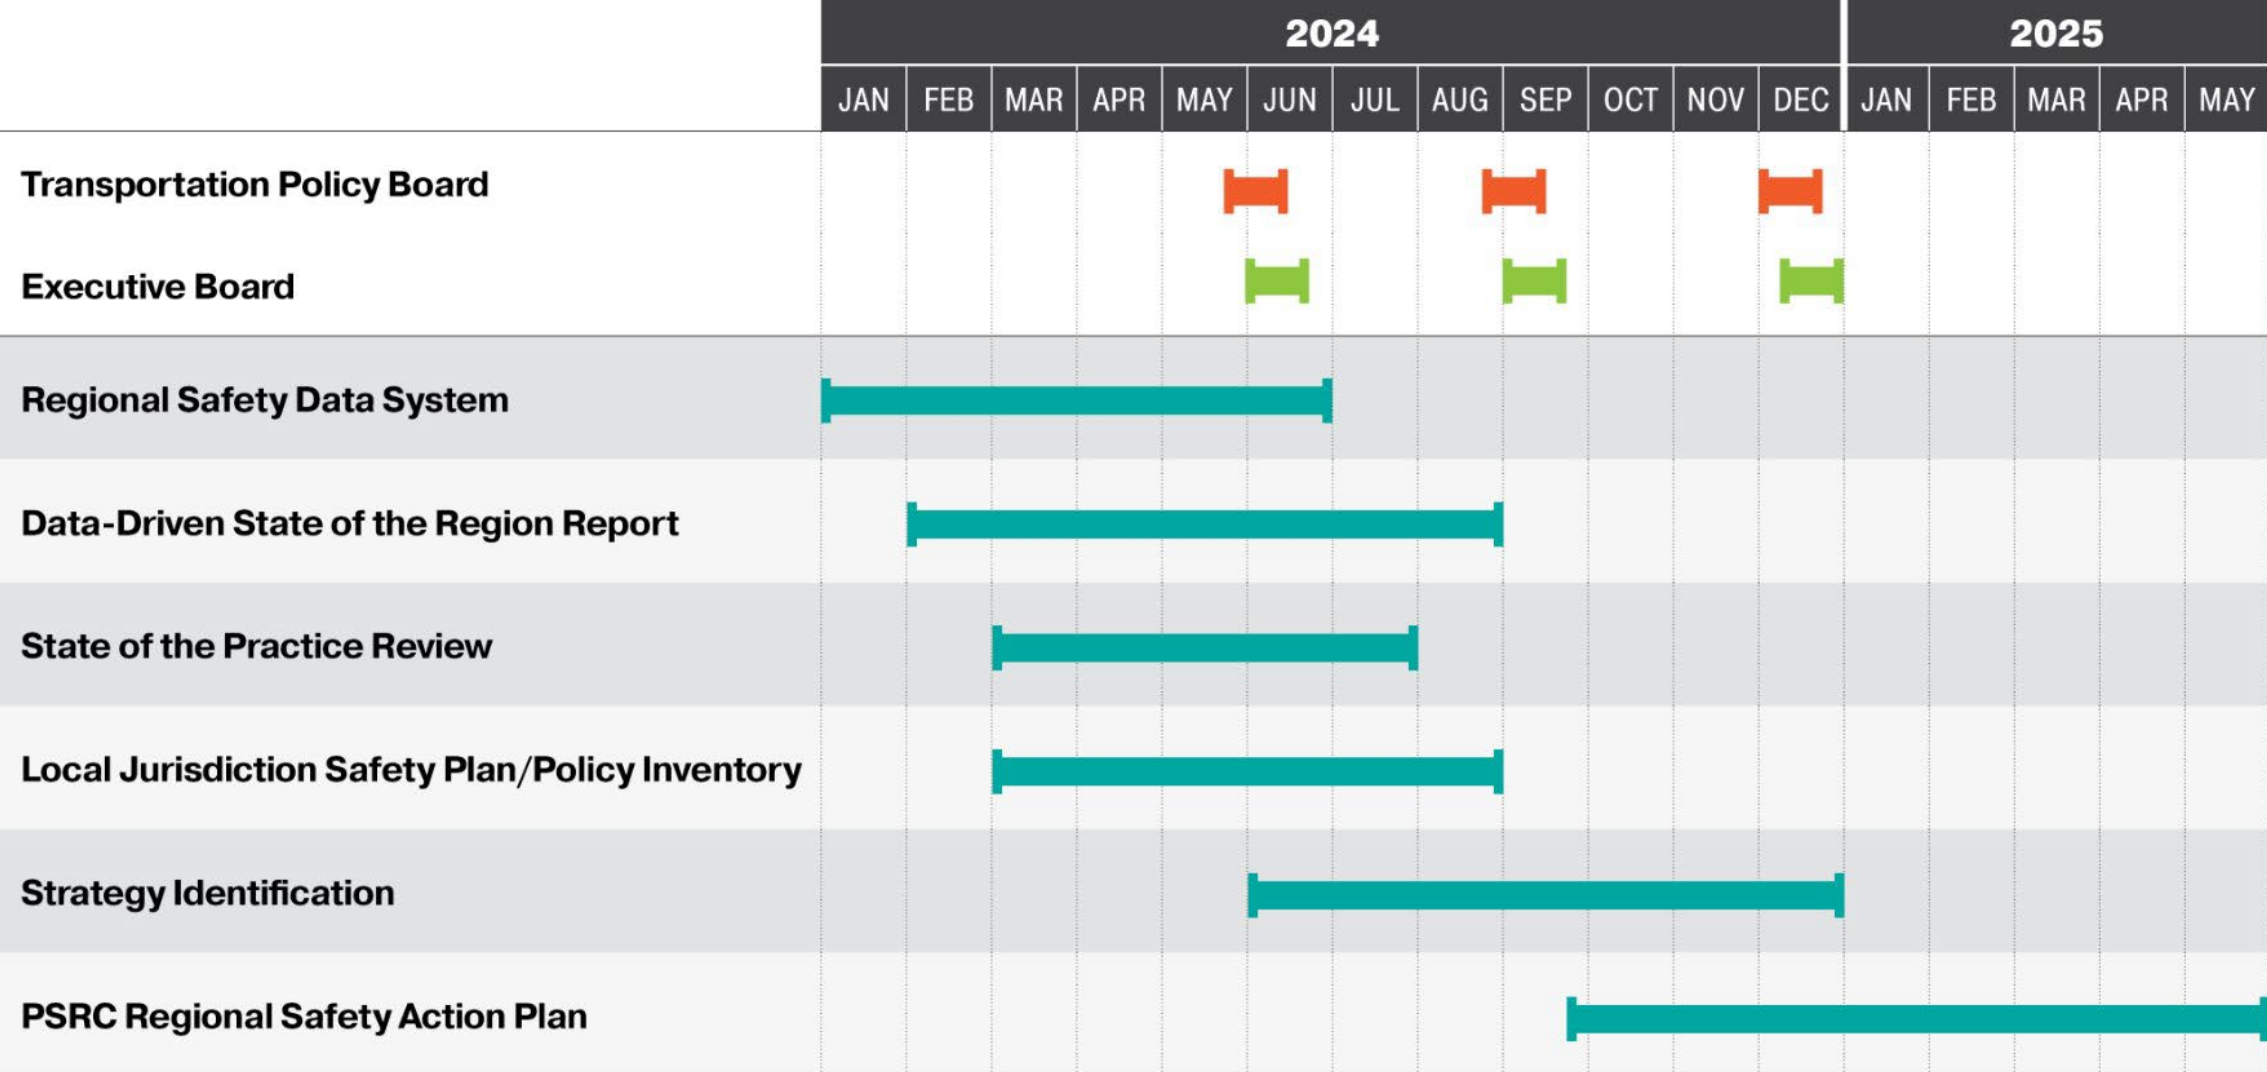 2024 2025
JAN FEB MAR APR MAY JUN JUL AUG SEP OCT NOV DEC JAN FEB MAR APR MAY
Transportation Policy Board
Executive Board
Regional Safety Data System
Data-Driven State of the Region Report
State of the Practice Review
Local Jurisdiction Safety Plan/Policy Inventory
Strategy Identification
PSRC Regional Safety Action Plan